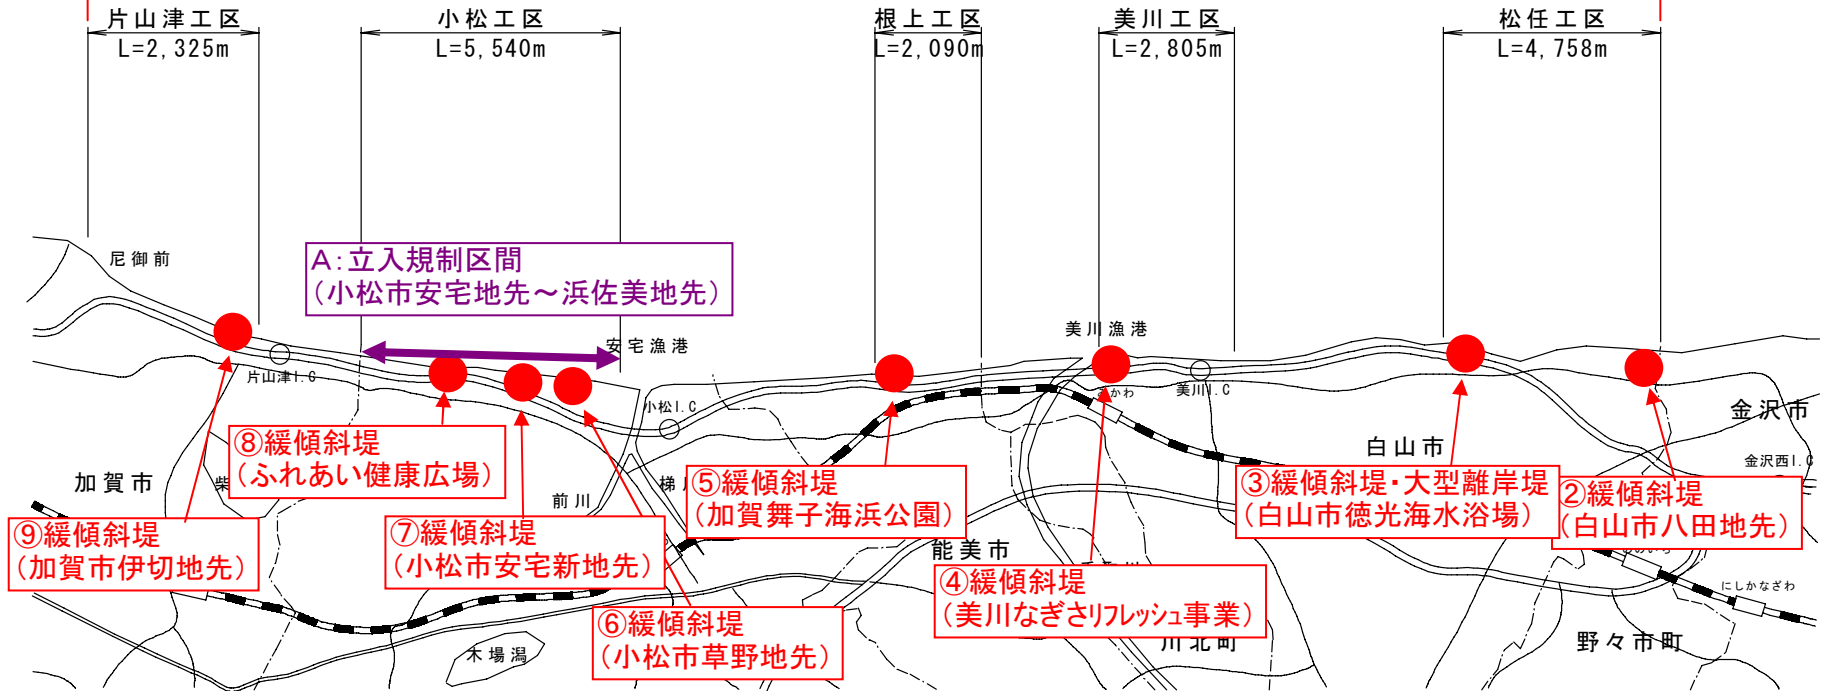 片山津工区
L=2,325m
小松工区
L=5,540m
根上工区
L=2,090m
美川工区
L=2,805m
松任工区
L=4,758m
尼御前
A:立入規制区間
(小松市安宅地先～浜佐美地先)
安宅漁港
美川漁港
片山津I.C
小松I.C
美川I.C
金沢市
白山市
金沢西I.C
加賀市
柴
⑧緩傾斜堤
(ふれあい健康広場)
前川
梯川
⑤緩傾斜堤
(加賀舞子海浜公園)
③緩傾斜堤・大型離岸堤
(白山市徳光海水浴場)
②緩傾斜堤
(白山市八田地先)
⑨緩傾斜堤
(加賀市伊切地先)
⑦緩傾斜堤
(小松市安宅新地先)
能美市
④緩傾斜堤
(美川なぎさリフレッシュ事業)
にしかなざわ
⑥緩傾斜堤
(小松市草野地先)
川北町
野々市町
木場潟